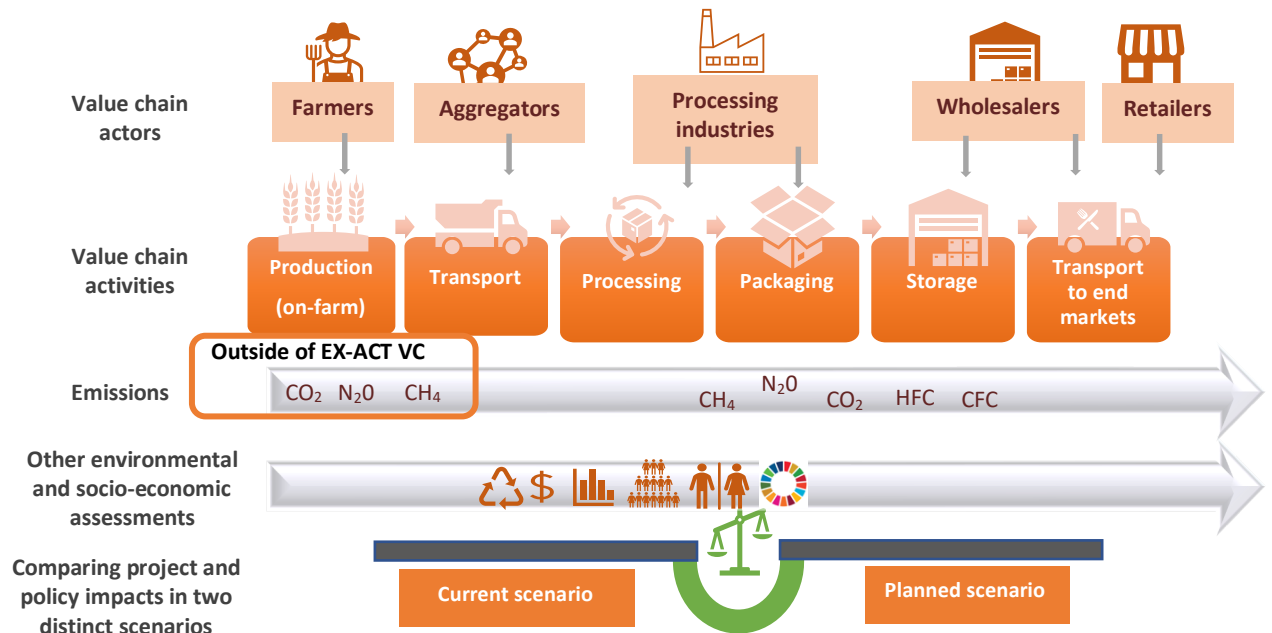 Value chain
actors
Farmers
Aggregators
Processing
industries
Wholesalers
Retailers
Value chain
activities
Production
(on-farm)
Transport
Processing
Packaging
Storage
Transport
to end
markets
Outside of EX-ACT VC
Emissions
CO₂ N₂0 CH₄
CH₄ N₂0 CO₂ HFC CFC
Other environmental
and socio-economic
assessments
$
Comparing project and
policy impacts in two
distinct scenarios
Current scenario
Planned scenario